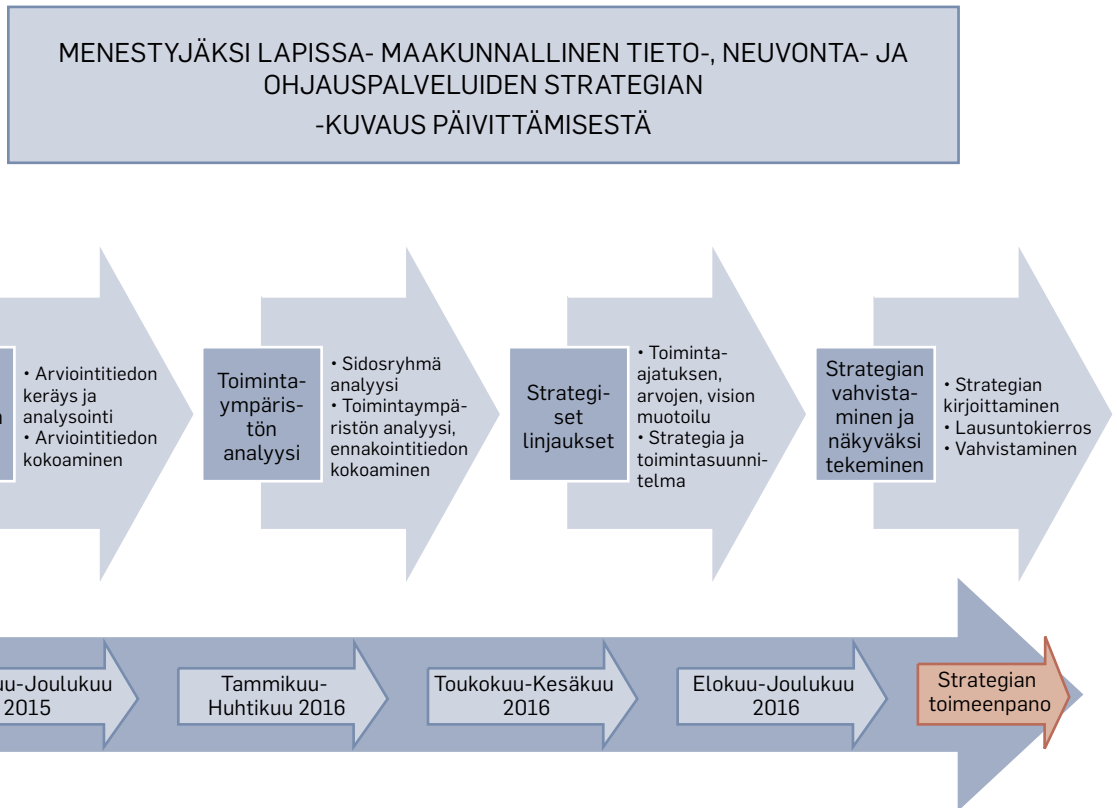 MENESTYJÄKSI LAPISSA- MAAKUNNALLINEN TIETO-, NEUVONTA- JA
OHJAUSPALVELUIDEN STRATEGIAN
-KUVAUS PÄIVITTÄMISESTÄ
• Arviointitiedon
keräys ja
analysointi
• Arviointitiedon
kokoaminen
Toiminta-
ympäris-
tön
analyysi
• Sidosryhmä
analyysi
• Toimintaympä-
ristön analyysi,
ennakointitiedon
kokoaminen
Strategi-
set
linjaukset
• Toiminta-
ajatuksen,
arvojen, vision
muotoilu
• Strategia ja
toimintasuunni-
telma
Strategian
vahvista-
minen ja
näkyväksi
tekeminen
• Strategian
kirjoittaminen
• Lausuntokierros
• Vahvistaminen
uu-Joulukuu
2015
Tammikuu-
Huhtikuu 2016
Toukokuu-Kesäkuu
2016
Elokuu-Joulukuu
2016
Strategian
toimeenpano